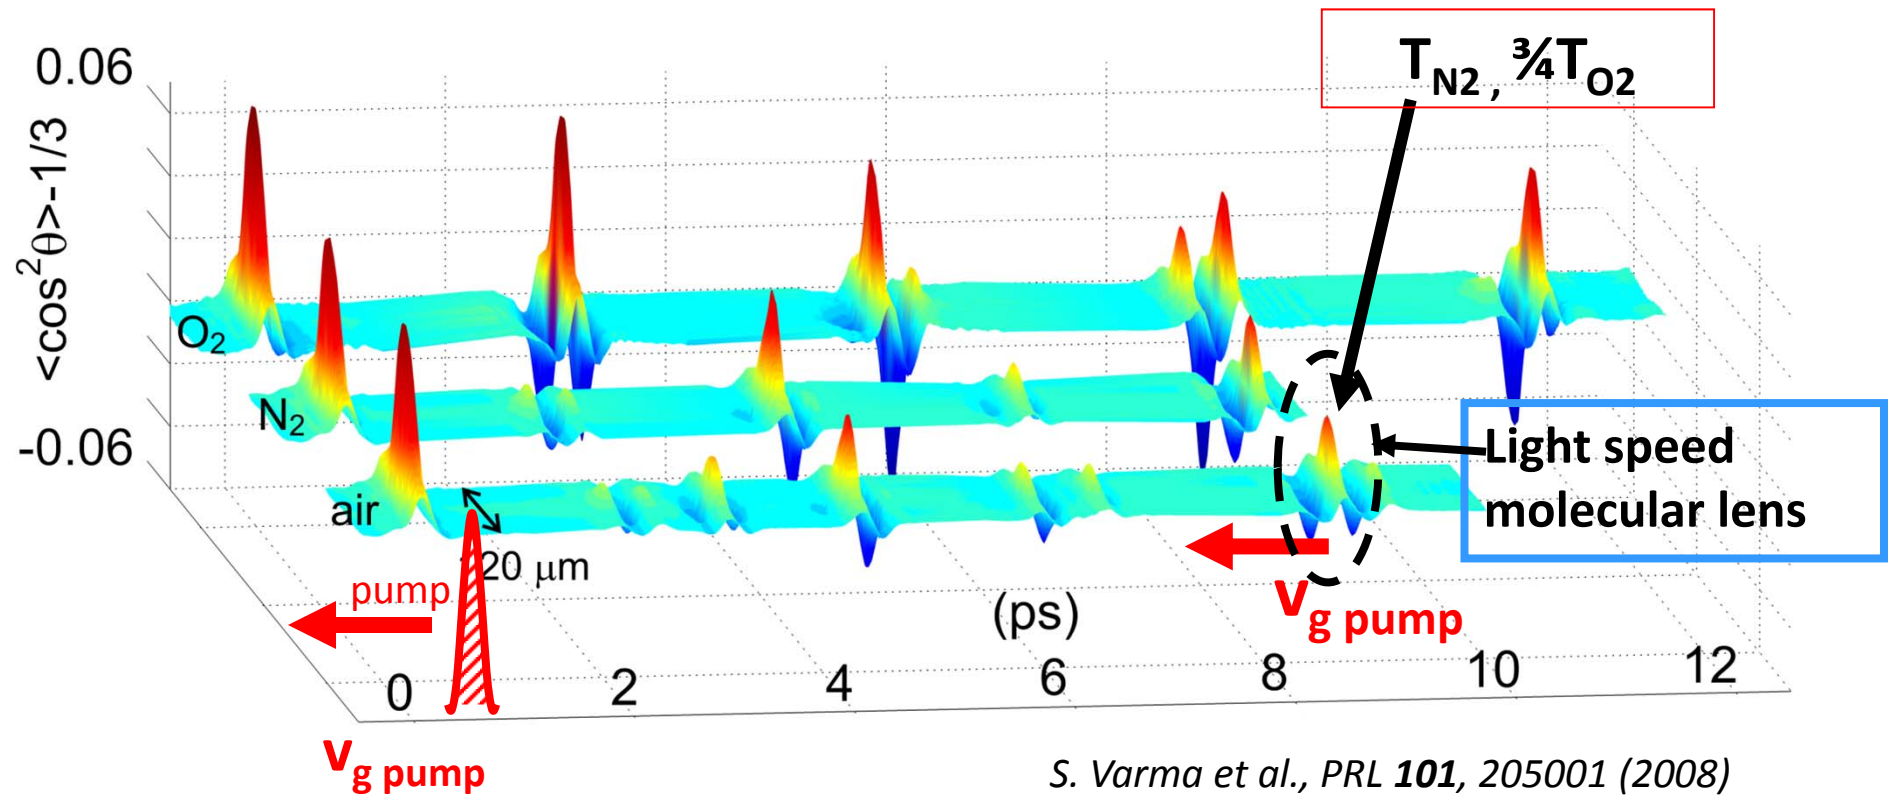 0.06
<cos²θ>-1/3
-0.06
T_N2 , ¾T_O2
O₂
N₂
air
Light speed
molecular lens
20 μm
pump
(ps)
v_g pump
0 2 4 6 8 10 12
v_g pump
S. Varma et al., PRL 101, 205001 (2008)